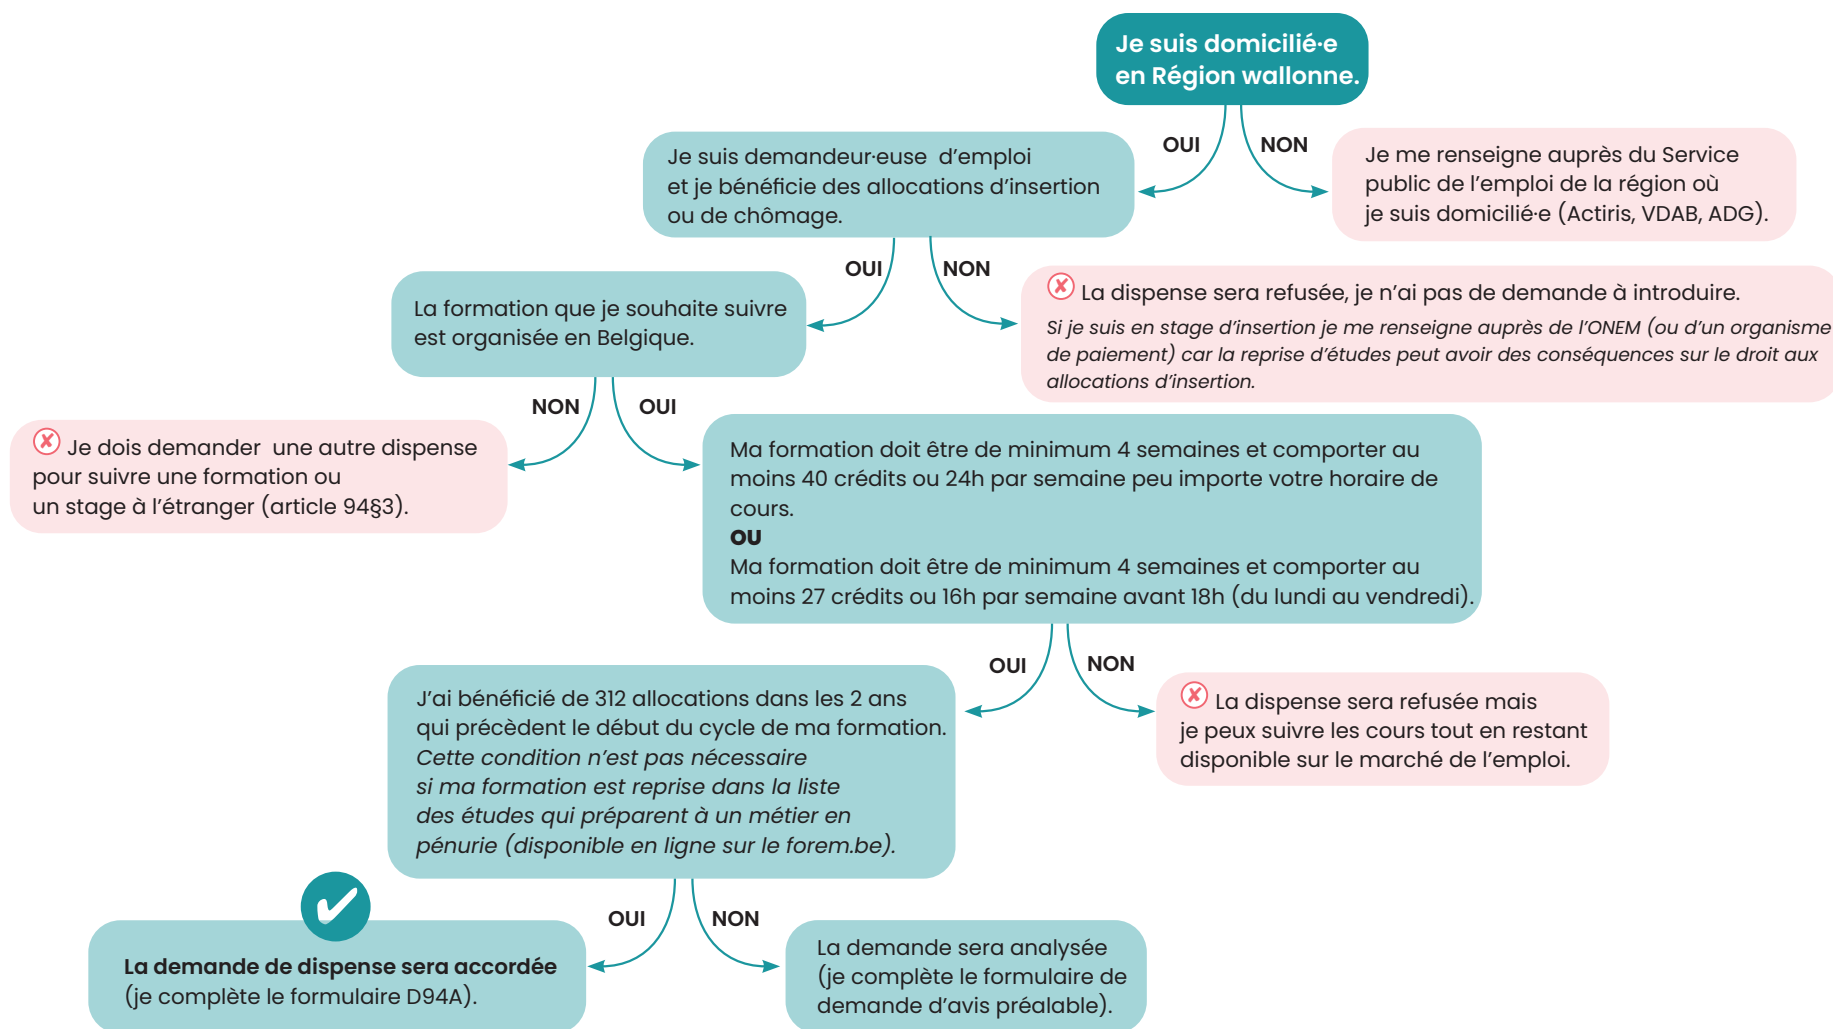 Je suis domicilié·e
en Région wallonne.
OUI
NON
Je suis demandeur·euse d’emploi
et je bénéficie des allocations d’insertion
ou de chômage.
Je me renseigne auprès du Service
public de l’emploi de la région où
je suis domicilié·e (Actiris, VDAB, ADG).
OUI
NON
La formation que je souhaite suivre
est organisée en Belgique.
La dispense sera refusée, je n’ai pas de demande à introduire.
Si je suis en stage d’insertion je me renseigne auprès de l’ONEM (ou d’un organisme
de paiement) car la reprise d’études peut avoir des conséquences sur le droit aux
allocations d’insertion.
NON
OUI
Je dois demander une autre dispense
pour suivre une formation ou
un stage à l’étranger (article 94§3).
Ma formation doit être de minimum 4 semaines et comporter au
moins 40 crédits ou 24h par semaine peu importe votre horaire de
cours.
OU
Ma formation doit être de minimum 4 semaines et comporter au
moins 27 crédits ou 16h par semaine avant 18h (du lundi au vendredi).
OUI
NON
J’ai bénéficié de 312 allocations dans les 2 ans
qui précèdent le début du cycle de ma formation.
Cette condition n’est pas nécessaire
si ma formation est reprise dans la liste
des études qui préparent à un métier en
pénurie (disponible en ligne sur le forem.be).
La dispense sera refusée mais
je peux suivre les cours tout en restant
disponible sur le marché de l’emploi.
OUI
NON
La demande de dispense sera accordée
(je complète le formulaire D94A).
La demande sera analysée
(je complète le formulaire de
demande d’avis préalable).